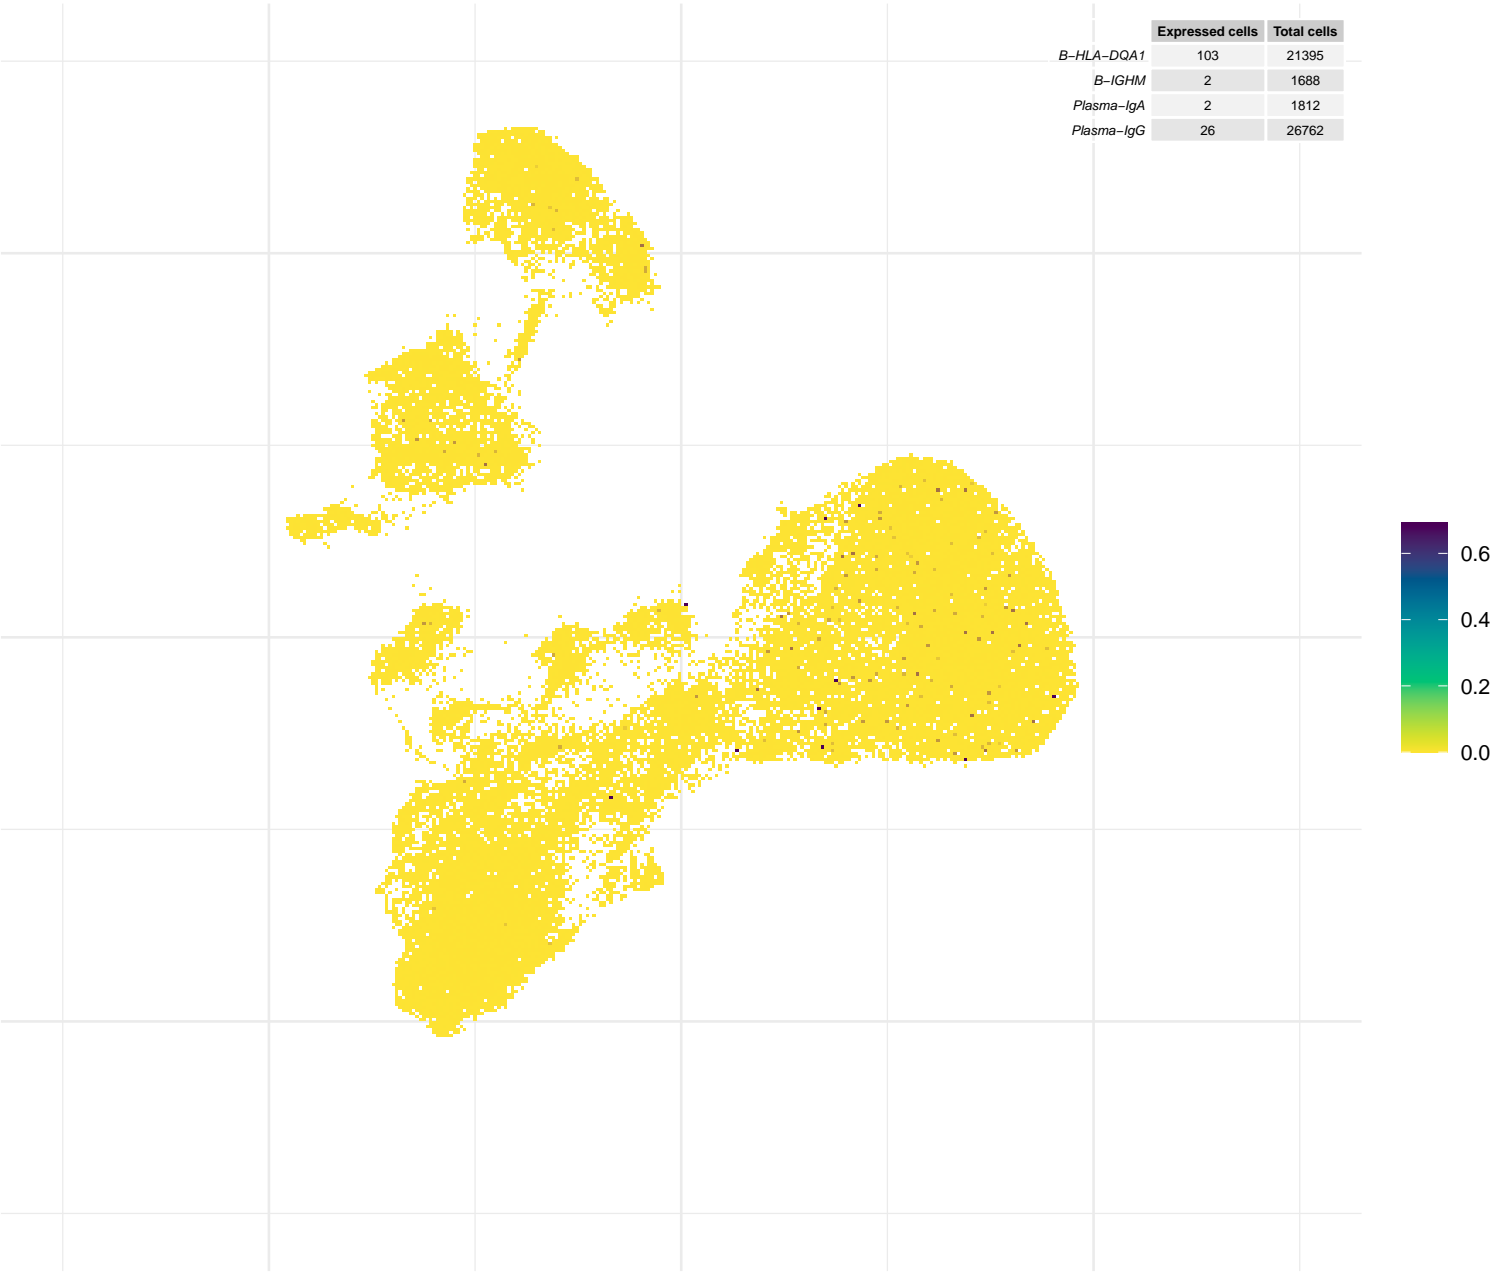 Expressed cells Total cells
B−HLA−DQA1 103 21395
B−IGHM 2 1688
Plasma−IgA 2 1812
Plasma−IgG 26 26762
0.6
0.4
0.2
0.0